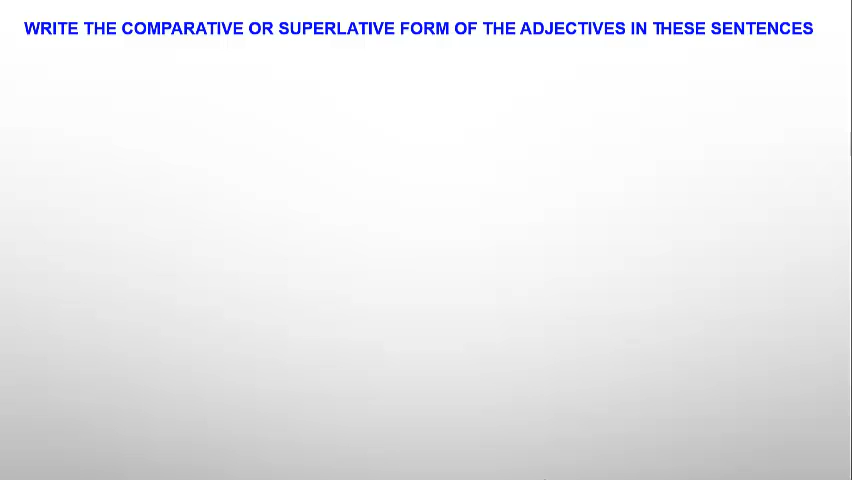 WRITE THE COMPARATIVE OR SUPERLATIVE FORM OF THE ADJECTIVES IN THESE SENTENCES